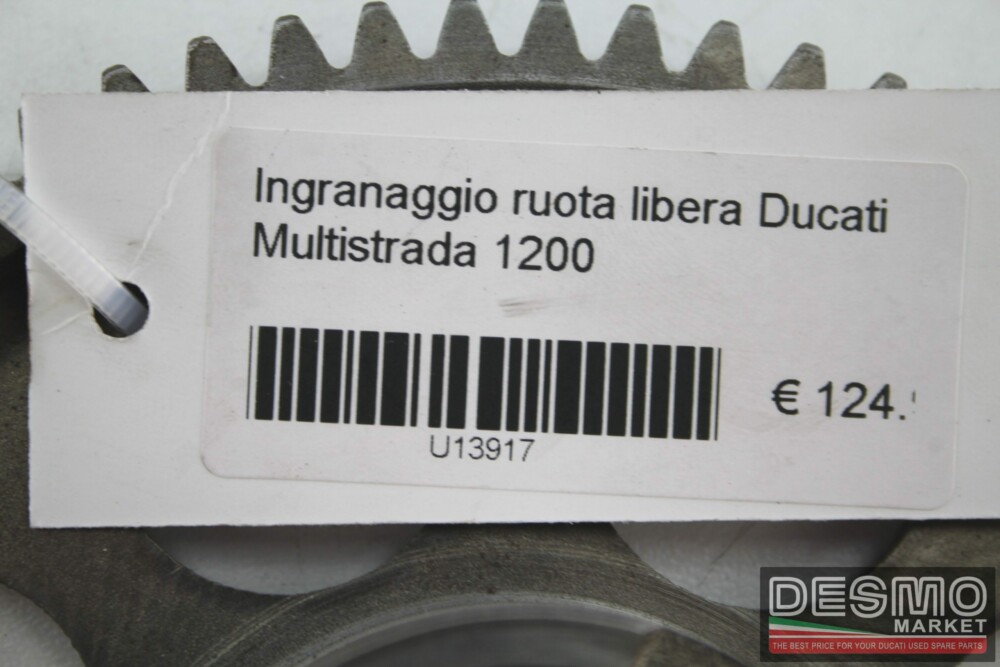 Ingranaggio ruota libera Ducati
Multistrada 1200
€ 124.
U13917
DESMO
MARKET
THE BEST PRICE FOR YOUR DUCATI USED SPARE PARTS